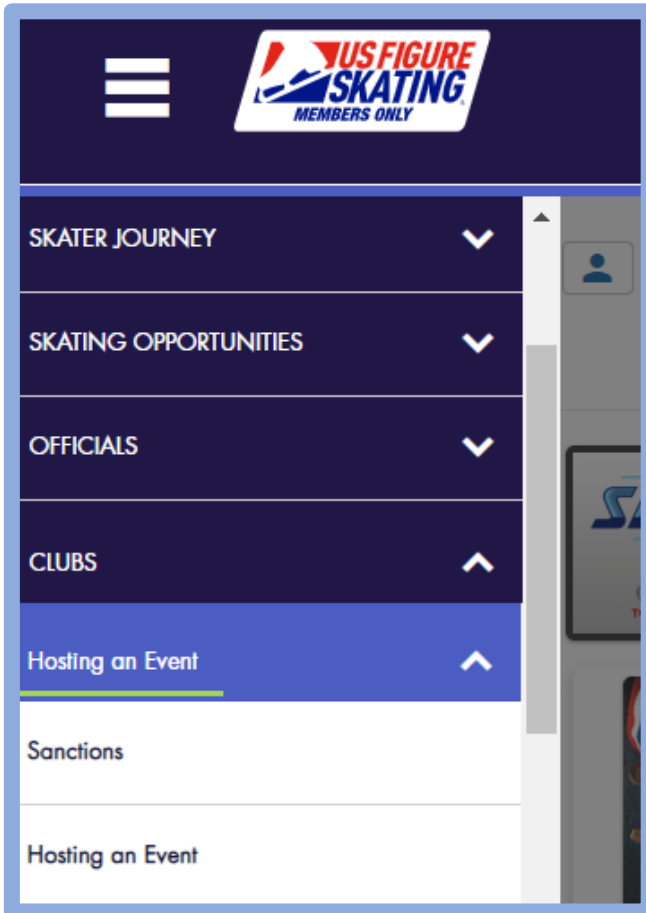 US FIGURE
SKATING
MEMBERS ONLY
SKATER JOURNEY
SKATING OPPORTUNITIES
OFFICIALS
CLUBS
Hosting an Event
Sanctions
Hosting an Event